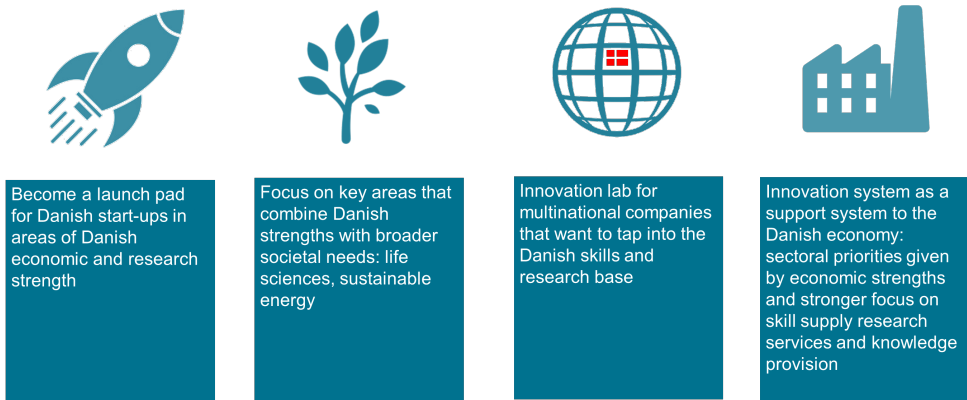 Become a launch pad
for Danish start-ups in
areas of Danish
economic and research
strength
Focus on key areas that
combine Danish
strengths with broader
societal needs: life
sciences, sustainable
energy
Innovation lab for
multinational companies
that want to tap into the
Danish skills and
research base
Innovation system as a
support system to the
Danish economy:
sectoral priorities given
by economic strengths
and stronger focus on
skill supply research
services and knowledge
provision